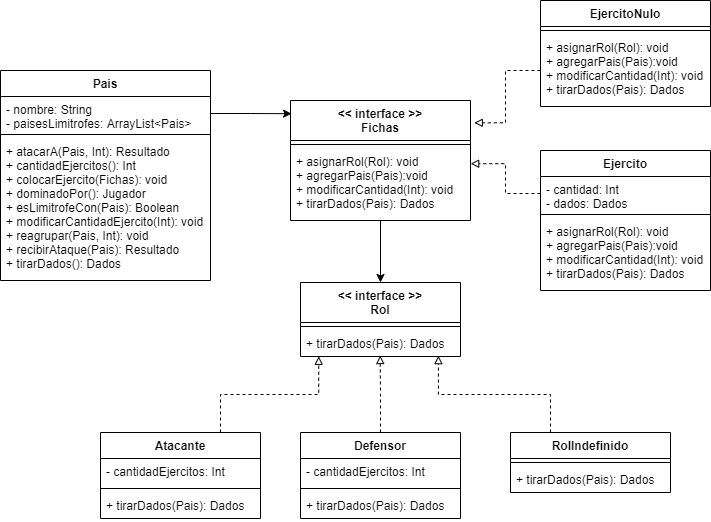 EjercitoNulo
+ asignarRol(Rol): void
+ agregarPais(Pais):void
+ modificarCantidad(Int): void
+ tirarDados(Pais): Dados
Pais
- nombre: String
- paisesLimitrofes: ArrayList<Pais>
+ atacarA(Pais, Int): Resultado
+ cantidadEjercitos(): Int
+ colocarEjercito(Fichas): void
+ dominadoPor(): Jugador
+ esLimitrofeCon(Pais): Boolean
+ modificarCantidadEjercito(Int): void
+ reagrupar(Pais, Int): void
+ recibirAtaque(Pais): Resultado
+ tirarDados(): Dados
<< interface >>
Fichas
+ asignarRol(Rol): void
+ agregarPais(Pais):void
+ modificarCantidad(Int): void
+ tirarDados(Pais): Dados
Ejercito
- cantidad: Int
- dados: Dados
+ asignarRol(Rol): void
+ agregarPais(Pais):void
+ modificarCantidad(Int): void
+ tirarDados(Pais): Dados
<< interface >>
Rol
+ tirarDados(Pais): Dados
Atacante
- cantidadEjercitos: Int
+ tirarDados(Pais): Dados
Defensor
- cantidadEjercitos: Int
+ tirarDados(Pais): Dados
RolIndefinido
+ tirarDados(Pais): Dados